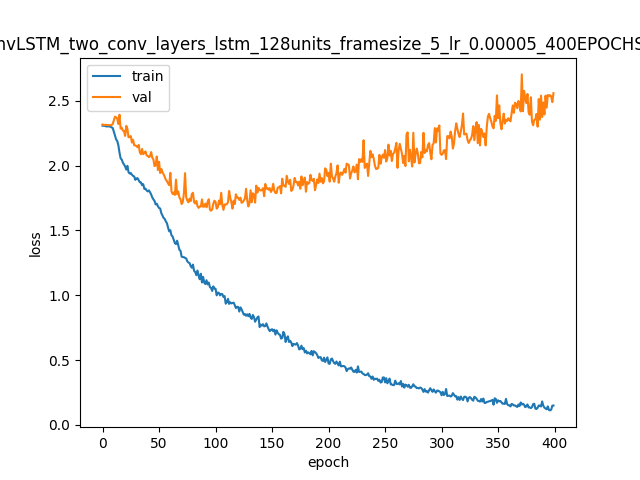 nvLSTM_two_conv_layers_lstm_128units_framesize_5_lr_0.00005_400EPOCHS
train
val
loss
2.5
2.0
1.5
1.0
0.5
0.0
0 50 100 150 200 250 300 350 400
epoch